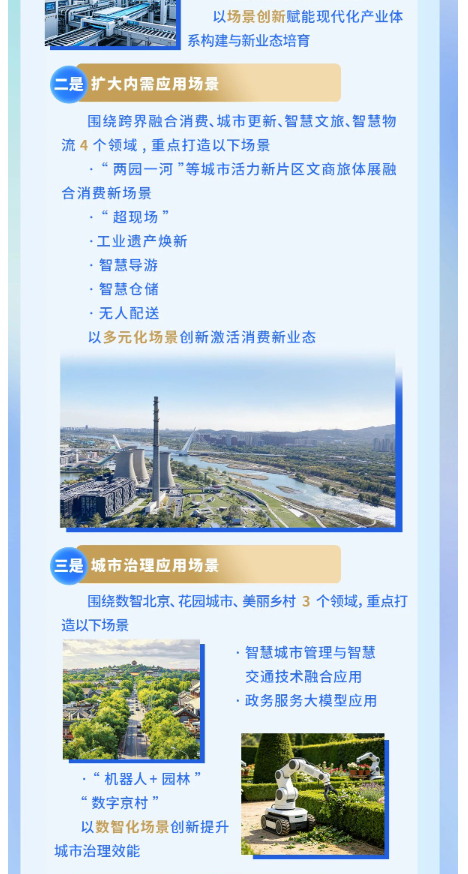 以场景创新赋能现代化产业体
系构建与新业态培育
二是 扩大内需应用场景
围绕跨界融合消费、城市更新、智慧文旅、智慧物
流 4 个领域，重点打造以下场景
·“两园一河”等城市活力新片区文商旅体展融
合消费新场景
·“超现场”
·工业遗产焕新
·智慧导游
·智慧仓储
·无人配送
以多元化场景创新激活消费新业态
三是 城市治理应用场景
围绕数智北京、花园城市、美丽乡村 3 个领域，重点打
造以下场景
·智慧城市管理与智慧
交通技术融合应用
·政务服务大模型应用
·“机器人+园林”
“数字京村”
以数智化场景创新提升
城市治理效能